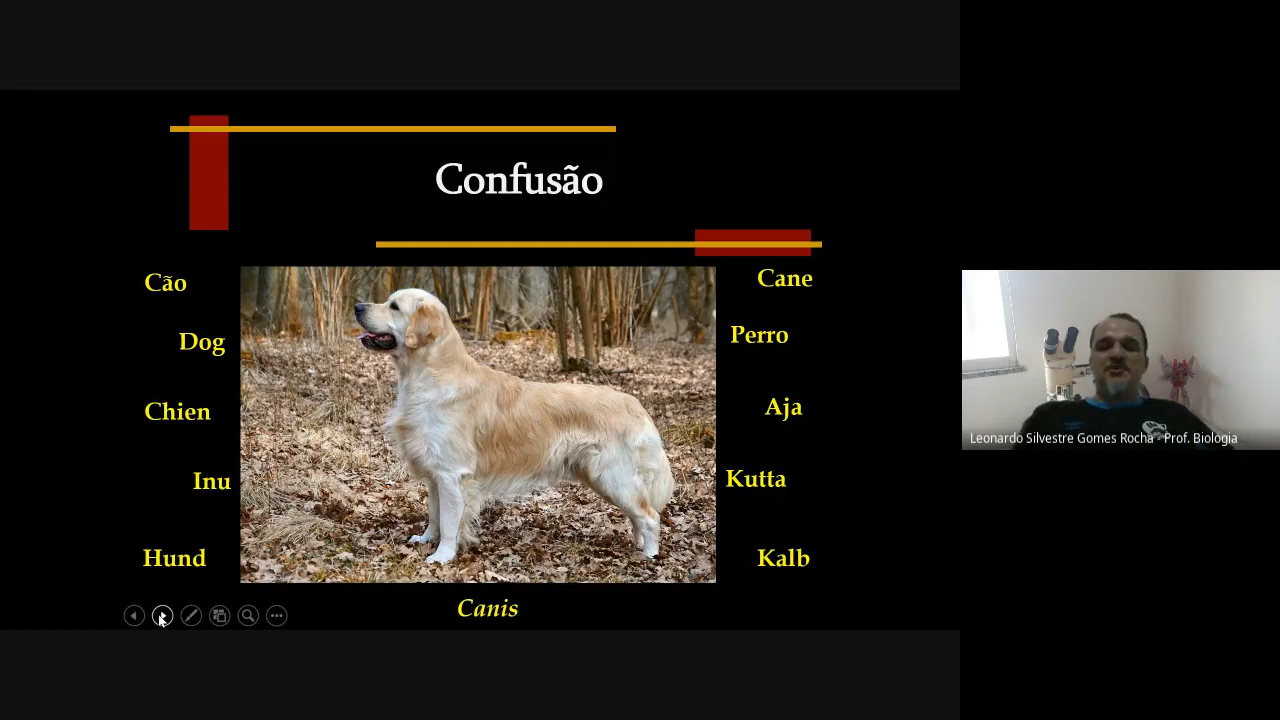 Confusão
Cão
Dog
Chien
Inu
Hund
Cane
Perro
Aja
Kutta
Kalb
Canis
Leonardo Silvestre Gomes Rocha - Prof. Biologia